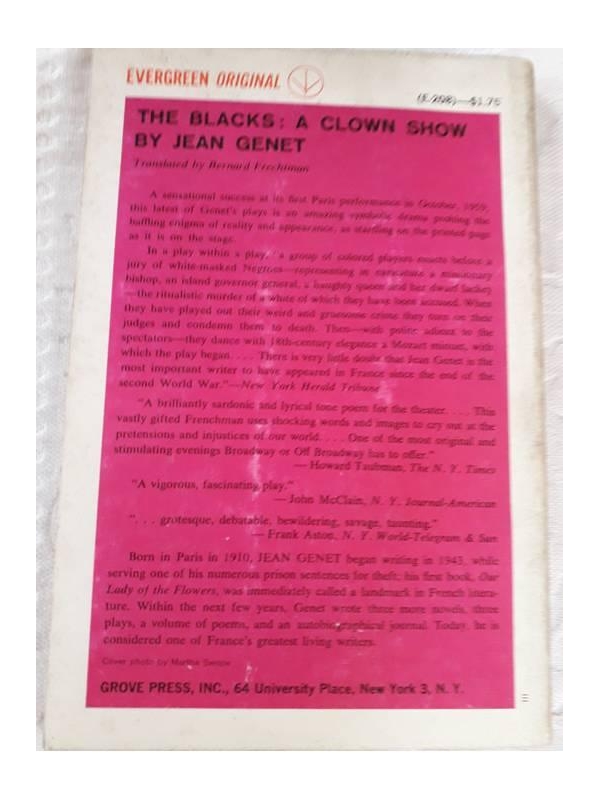 EVERGREEN ORIGINAL
(E-208)—$1.75
THE BLACKS: A CLOWN SHOW
BY JEAN GENET
Translated by Bernard Frechtman
A sensational success at its first Paris performance in October, 1959,
this latest of Genet's plays is an amazing symbolic drama probing the
baffling enigma of reality and appearance, as startling on the printed page
as it is on the stage.
In a play within a play, "a group of colored players enacts before a
jury of white-masked Negroes—representing in caricature a missionary
bishop, an island governor general, a haughty queen and her dwarf lackey
—the ritualistic murder of a white of which they have been accused. When
they have played out their weird and gruesome crime they turn on their
judges and condemn them to death. Then—with polite adieux to the
spectators—they dance with 18th-century elegance a Mozart minuet, with
which the play began. . . . There is very little doubt that Jean Genet is the
most important writer to have appeared in France since the end of the
second World War."—New York Herald Tribune
"A brilliantly sardonic and lyrical tone poem for the theater. . . . This
vastly gifted Frenchman uses shocking words and images to cry out at the
pretensions and injustices of our world. . . . One of the most original and
stimulating evenings Broadway or Off Broadway has to offer."
— Howard Taubman, The N. Y. Times
"A vigorous, fascinating play."
— John McClain, N. Y. Journal-American
". . . grotesque, debatable, bewildering, savage, taunting."
— Frank Aston, N. Y. World-Telegram & Sun
Born in Paris in 1910, JEAN GENET began writing in 1943, while
serving one of his numerous prison sentences for theft; his first book, Our
Lady of the Flowers, was immediately called a landmark in French litera-
ture. Within the next few years, Genet wrote three more novels, three
plays, a volume of poems, and an autobiographical journal. Today, he is
considered one of France's greatest living writers.
Cover photo by Martha Swope
GROVE PRESS, INC., 64 University Place, New York 3, N. Y.